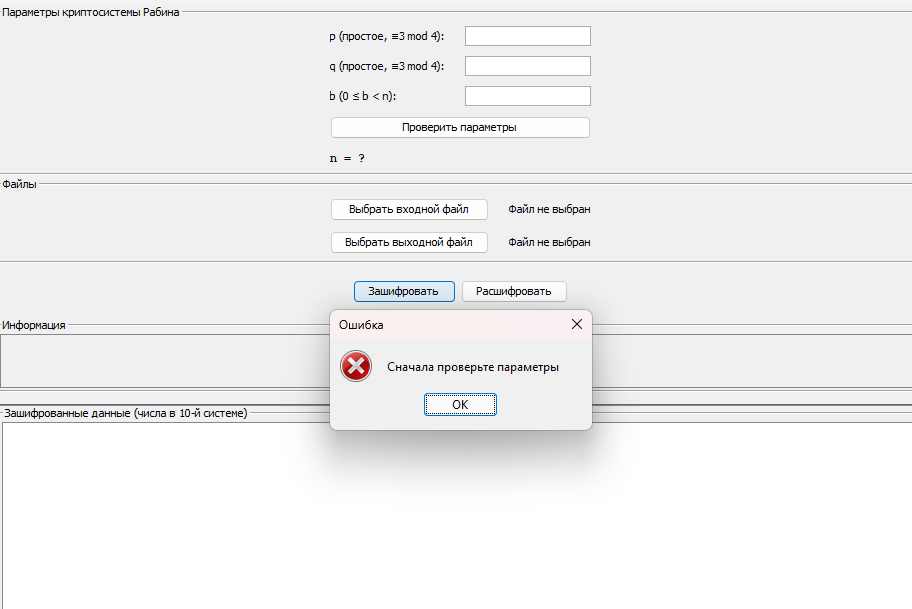 Параметры криптосистемы Рабина
p (простое, ≡3 mod 4):
q (простое, ≡3 mod 4):
b (0 ≤ b < n):
Проверить параметры
n = ?
Файлы
Выбрать входной файл Файл не выбран
Выбрать выходной файл Файл не выбран
Зашифровать Расшифровать
Информация
Ошибка
Сначала проверьте параметры
OK
Зашифрованные данные (числа в 10-й системе)